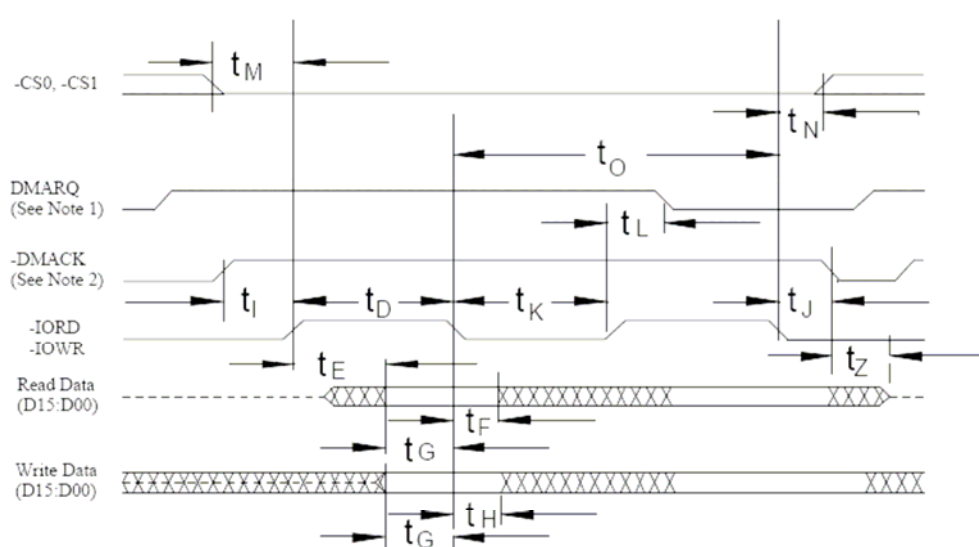 -CS0, -CS1
tM
tN
tO
DMARQ
(See Note 1)
tL
-DMACK
(See Note 2)
tI
tD
tK
tJ
-IORD
-IOWR
tE
tZ
Read Data
(D15:D00)
tF
tG
Write Data
(D15:D00)
tH
tG